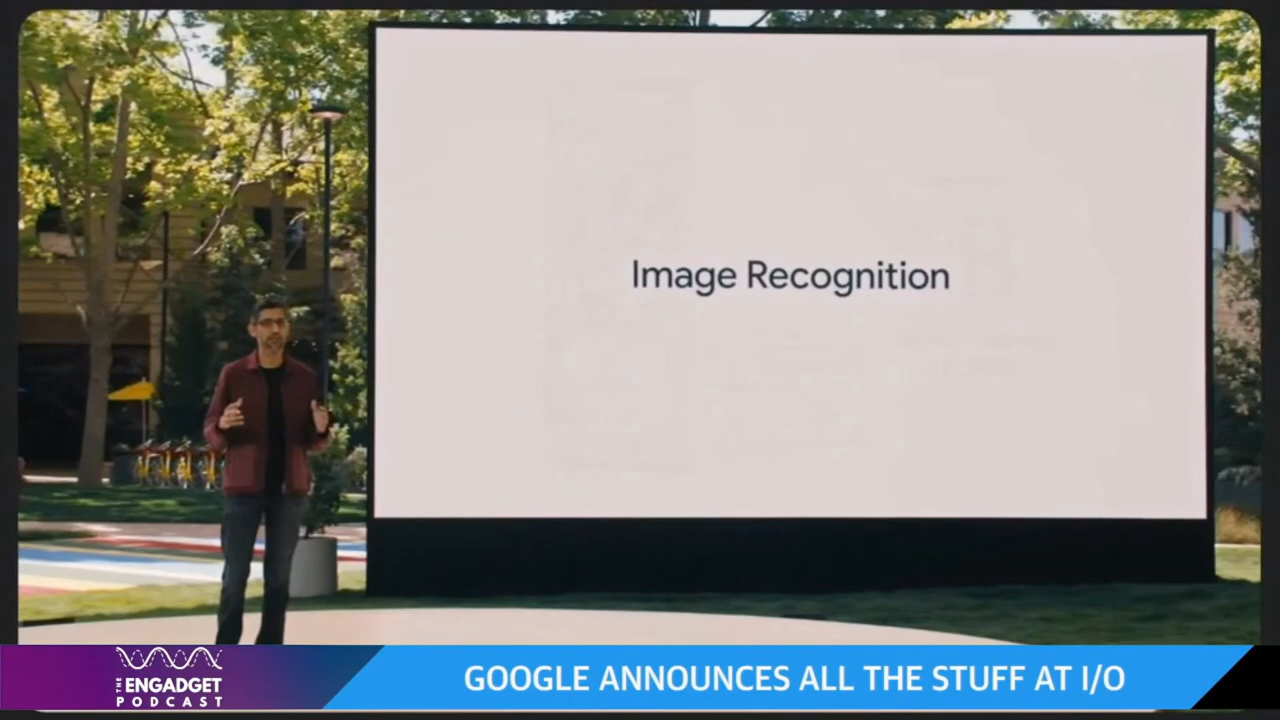 Image Recognition
THE
ENGADGET
PODCAST
GOOGLE ANNOUNCES ALL THE STUFF AT I/O